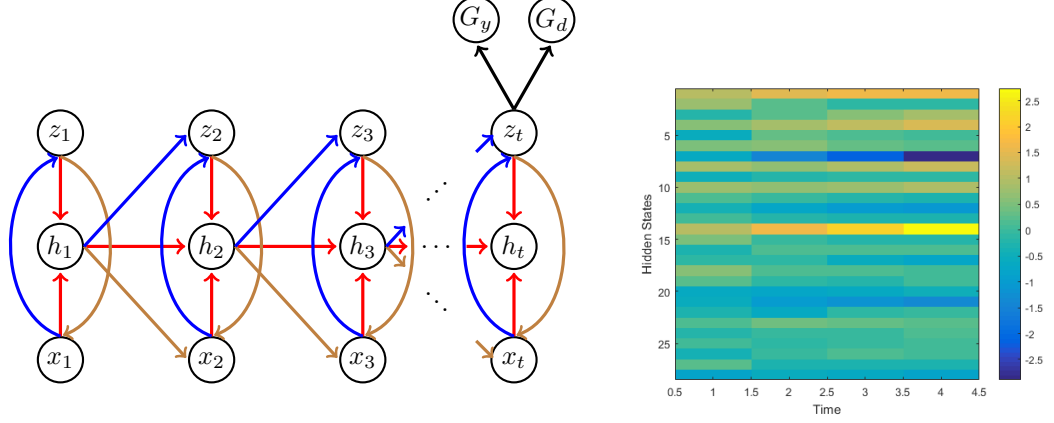 G_y G_d
z_1 z_2 z_3 z_t
h_1 h_2 h_3 ... h_t
x_1 x_2 x_3 x_t
Hidden States
5
10
15
20
25
0.5 1 1.5 2 2.5 3 3.5 4 4.5
Time
2.5
2
1.5
1
0.5
0
-0.5
-1
-1.5
-2
-2.5